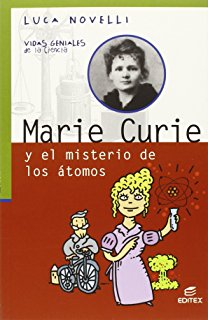 LUCA NOVELLI
VIDAS GENIALES
de la ciencia
Marie Curie
y el misterio de
los átomos
EDITEX